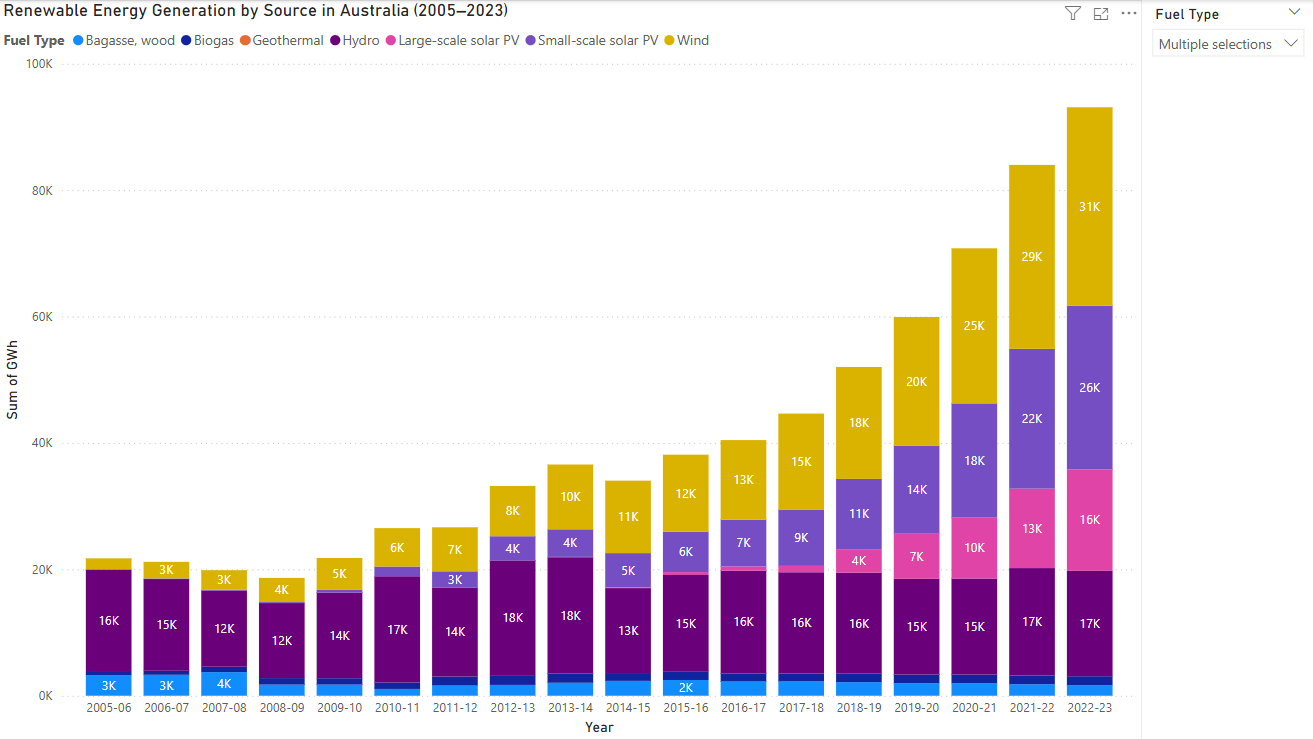 Renewable Energy Generation by Source in Australia (2005–2023)
Fuel Type
Fuel Type Bagasse, wood Biogas Geothermal Hydro Large-scale solar PV Small-scale solar PV Wind
Multiple selections
100K
80K
60K
40K
20K
0K
Sum of GWh
16K
3K
3K
15K
3K
3K
12K
4K
4K
12K
5K
14K
6K
17K
7K
3K
14K
8K
4K
18K
10K
4K
18K
11K
5K
13K
12K
6K
15K
2K
13K
7K
16K
15K
9K
16K
18K
11K
4K
16K
20K
14K
7K
15K
25K
18K
10K
15K
29K
22K
13K
17K
31K
26K
16K
17K
2005-06 2006-07 2007-08 2008-09 2009-10 2010-11 2011-12 2012-13 2013-14 2014-15 2015-16 2016-17 2017-18 2018-19 2019-20 2020-21 2021-22 2022-23
Year